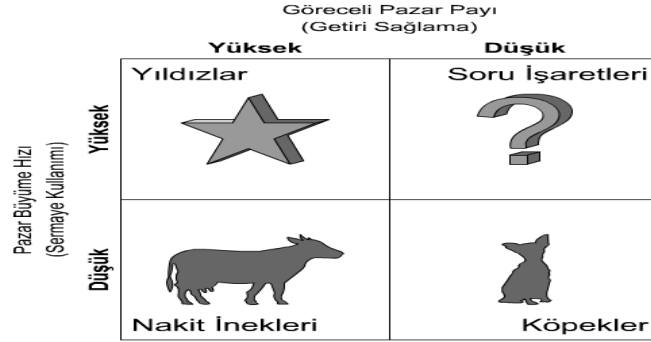 Göreceli Pazar Payı
(Getiri Sağlama)
Yüksek Düşük
Yıldızlar Soru İşaretleri
Pazar Büyüme Hızı
(Sermaye Kullanımı)
Yüksek
Düşük
Nakit İnekleri Köpekler